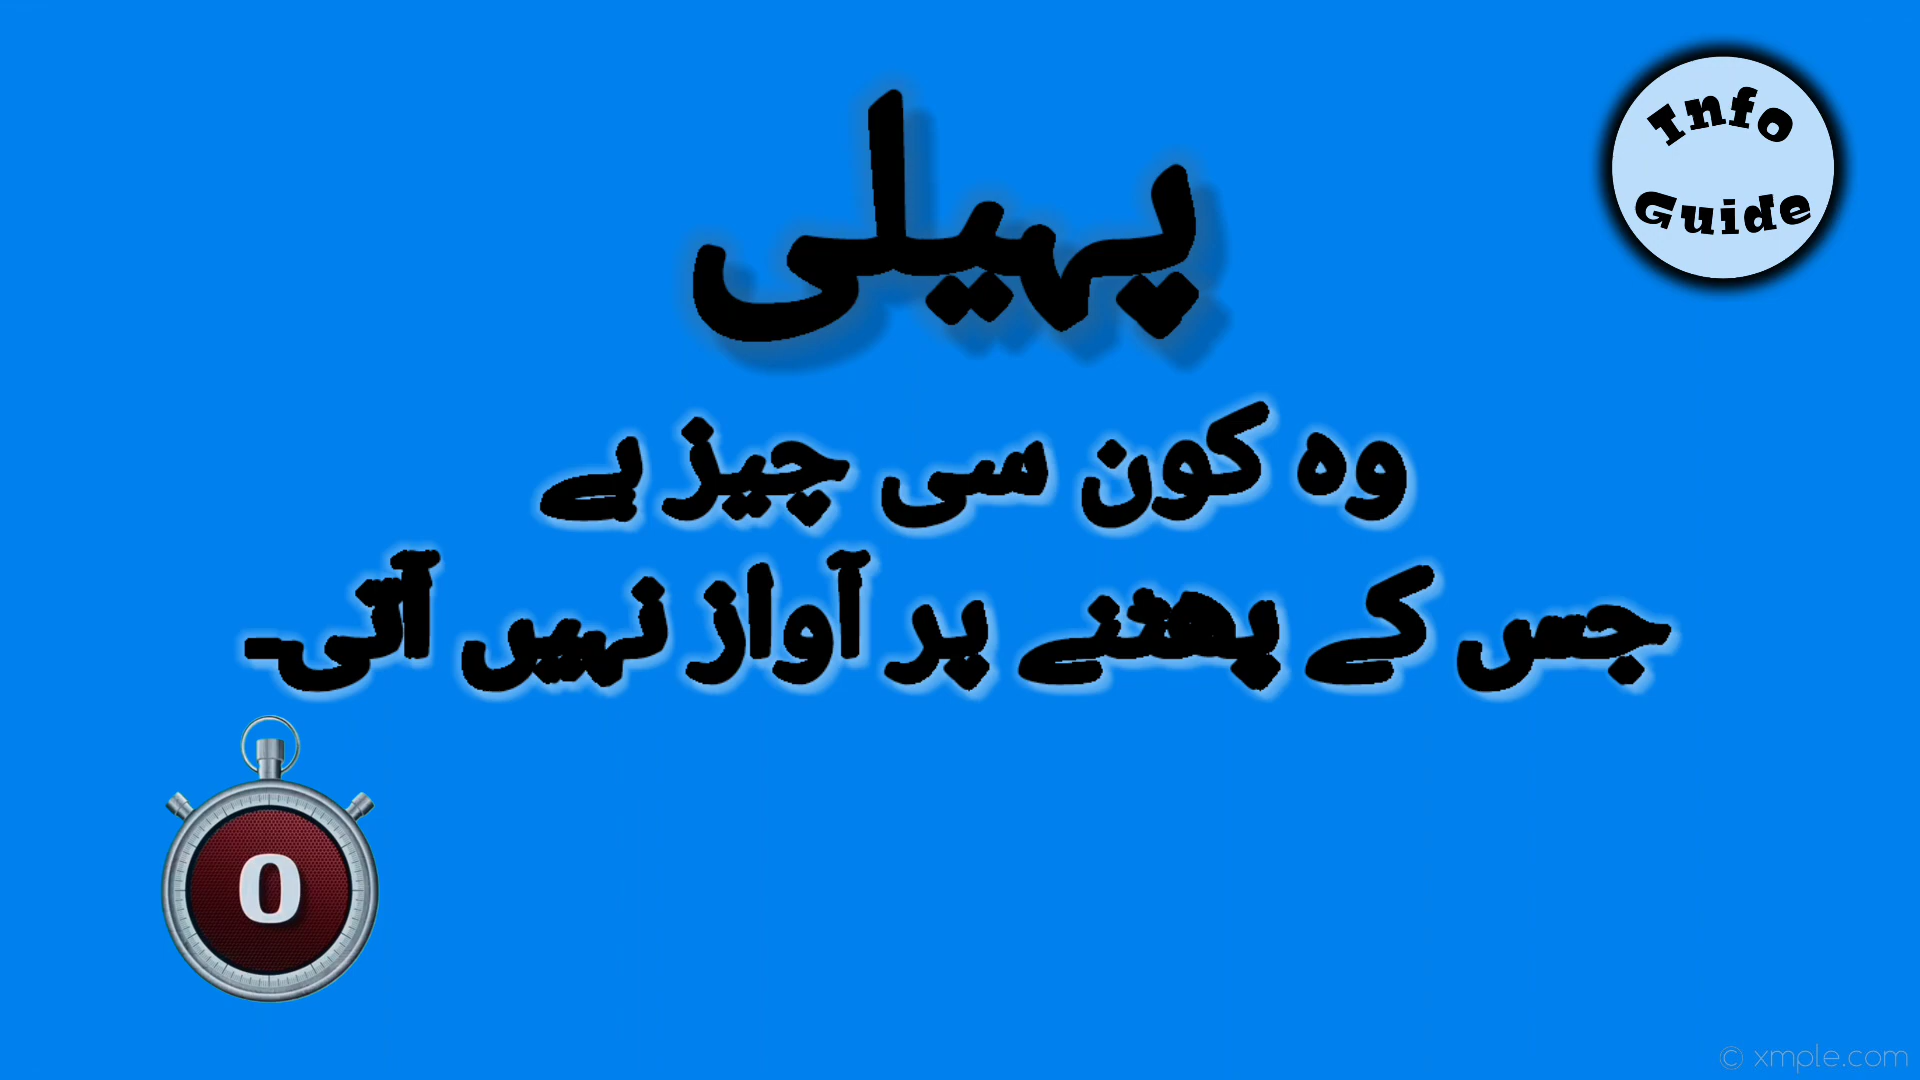 پہیلی
Info
Guide
وہ کون سی چیز ہے
جس کے پھٹنے پر آواز نہیں آتی۔
0
© xmple.com